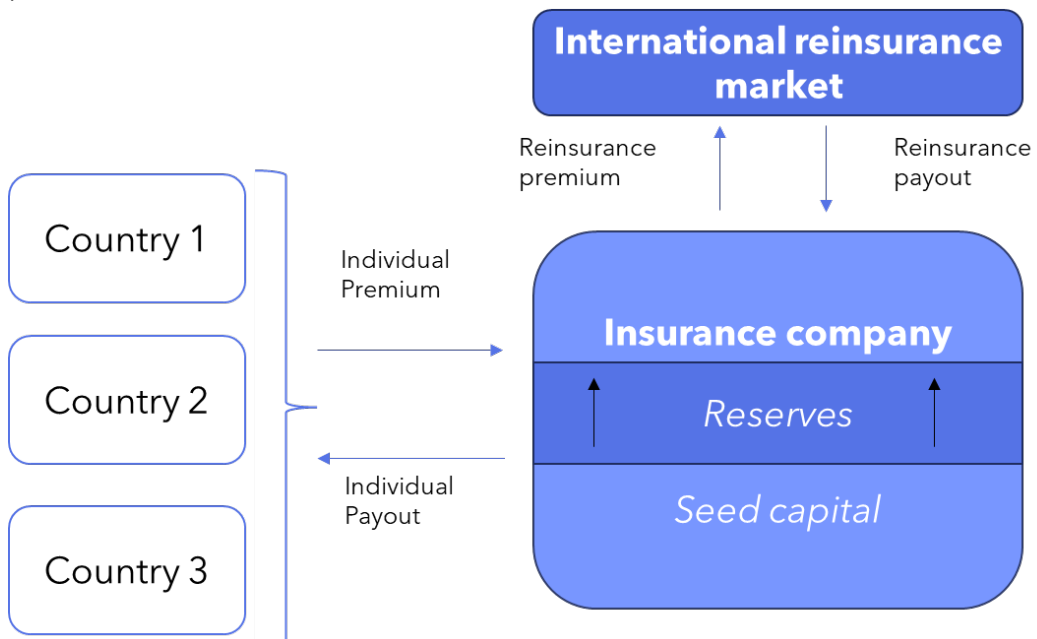 International reinsurance
market
Reinsurance
premium
Reinsurance
payout
Country 1
Individual
Premium
Insurance company
Country 2
Reserves
Individual
Payout
Seed capital
Country 3